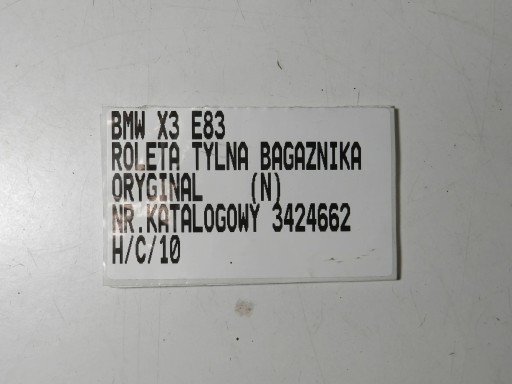 BMW X3 E83
ROLETA TYLNA BAGAZNIKA
ORYGINAL (N)
NR.KATALOGOWY 3424662
H/C/10